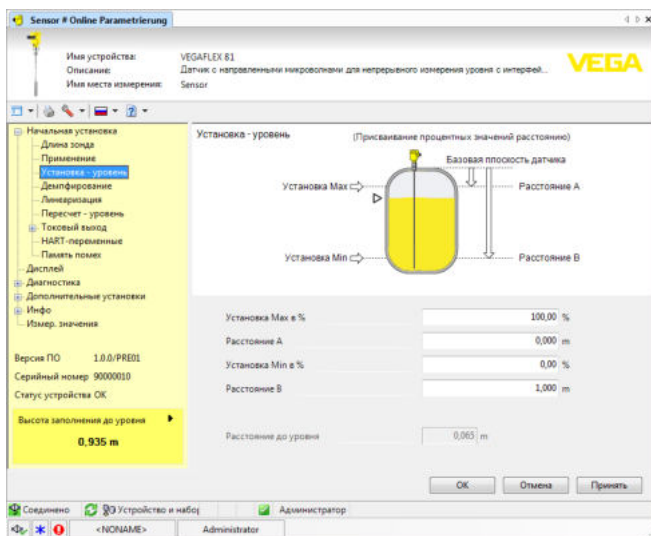 Sensor # Online Parametrierung
Имя устройства: VEGAFLEX 81
Описание: Датчик с направленными микроволнами для непрерывного измерения уровня с интерфей...
Имя места измерения: Sensor
VEGA
Начальная установка
Длина зонда
Применение
Установка - уровень
Демпфирование
Линеаризация
Пересчет - уровень
Токовый выход
HART-переменные
Память помех
Дисплей
Диагностика
Дополнительные установки
Инфо
Измер. значения
Версия ПО 1.0.0/PRE01
Серийный номер 90000010
Статус устройства OK
Высота заполнения до уровня
0,935 m
Установка - уровень
(Присваивание процентных значений расстоянию)
Базовая плоскость датчика
Установка Max
Расстояние A
Установка Min
Расстояние B
Установка Max в % 100,00 %
Расстояние A 0,000 m
Установка Min в % 0,00 %
Расстояние B 1,000 m
Расстояние до уровня 0,065 m
OK Отмена Принять
Соединено Устройство и набор Администратор
<NONAME> Administrator